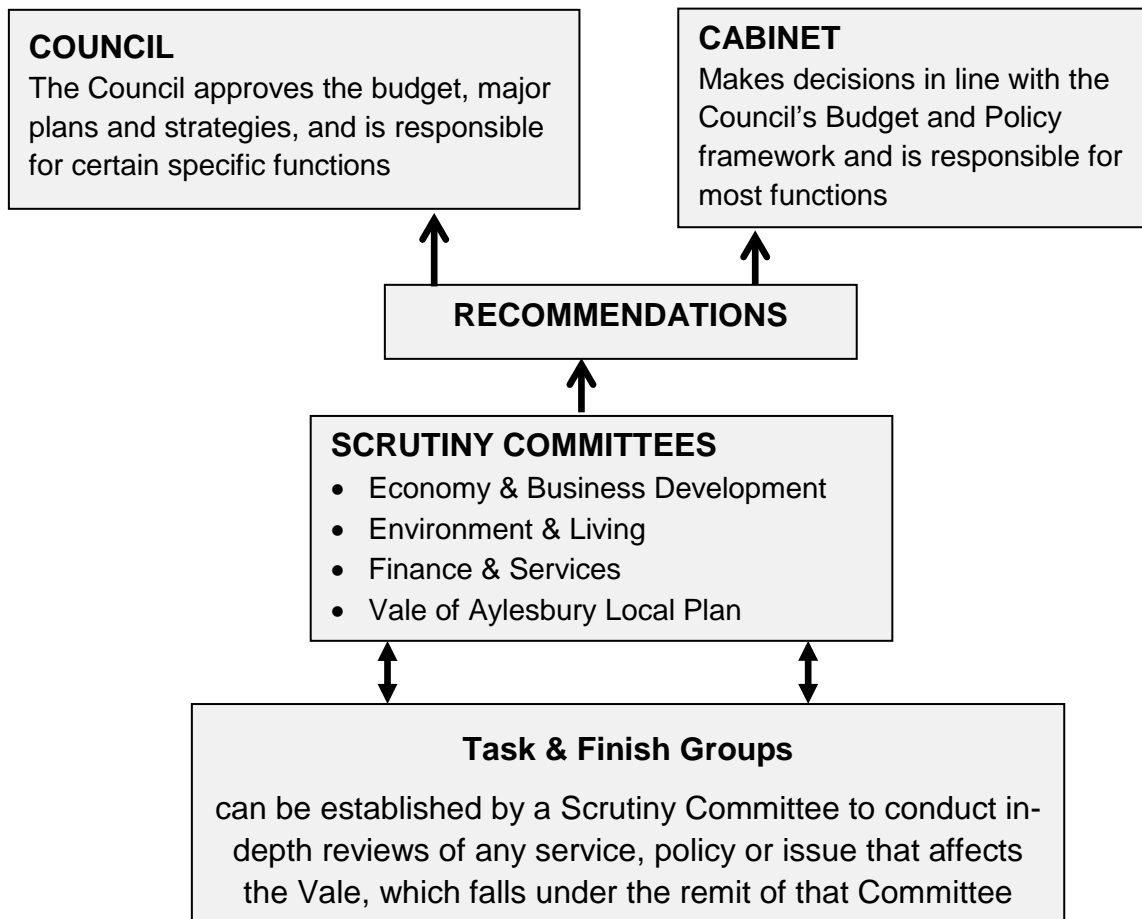 COUNCIL
The Council approves the budget, major
plans and strategies, and is responsible
for certain specific functions
CABINET
Makes decisions in line with the
Council’s Budget and Policy
framework and is responsible for
most functions
RECOMMENDATIONS
SCRUTINY COMMITTEES
• Economy & Business Development
• Environment & Living
• Finance & Services
• Vale of Aylesbury Local Plan
Task & Finish Groups
can be established by a Scrutiny Committee to conduct in-
depth reviews of any service, policy or issue that affects
the Vale, which falls under the remit of that Committee